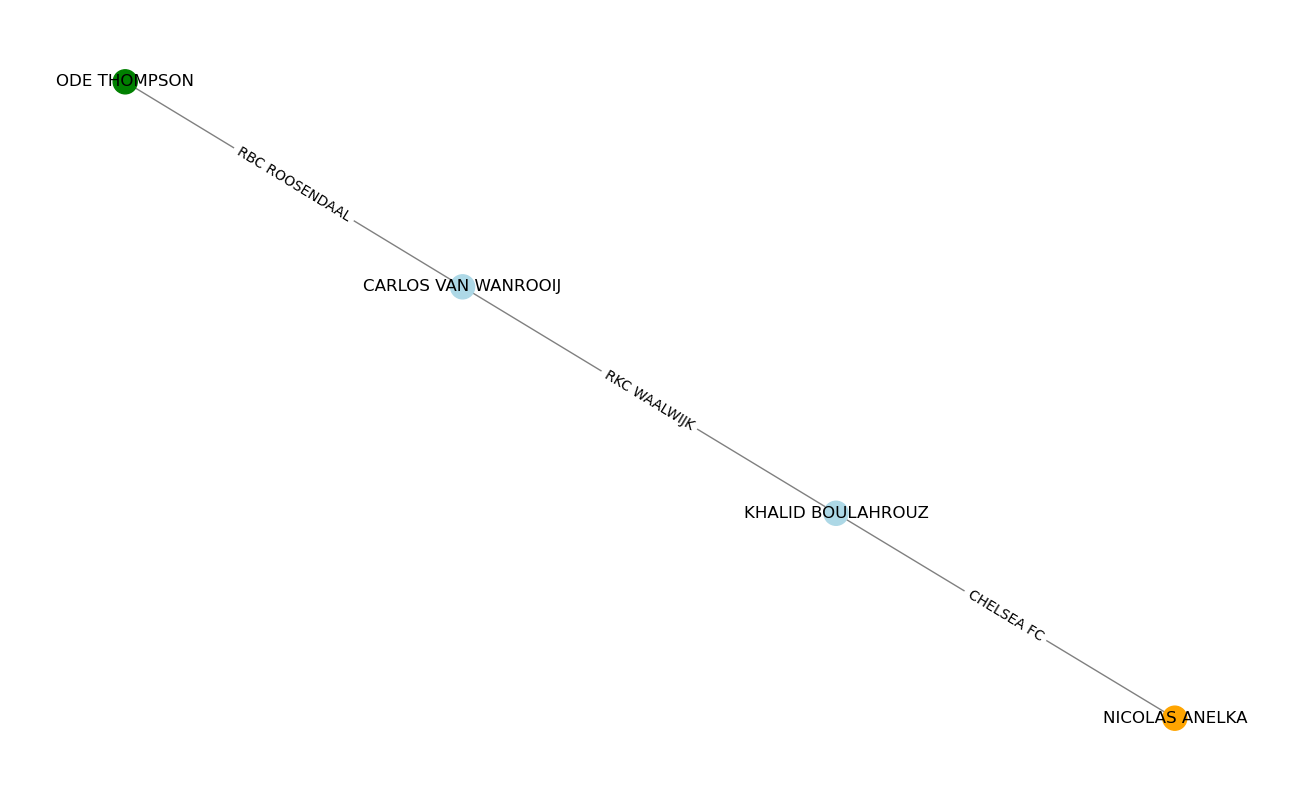 ODE THOMPSON
RBC ROOSENDAAL
CARLOS VAN WANROOIJ
RKC WAALWIJK
KHALID BOULAHROUZ
CHELSEA FC
NICOLAS ANELKA